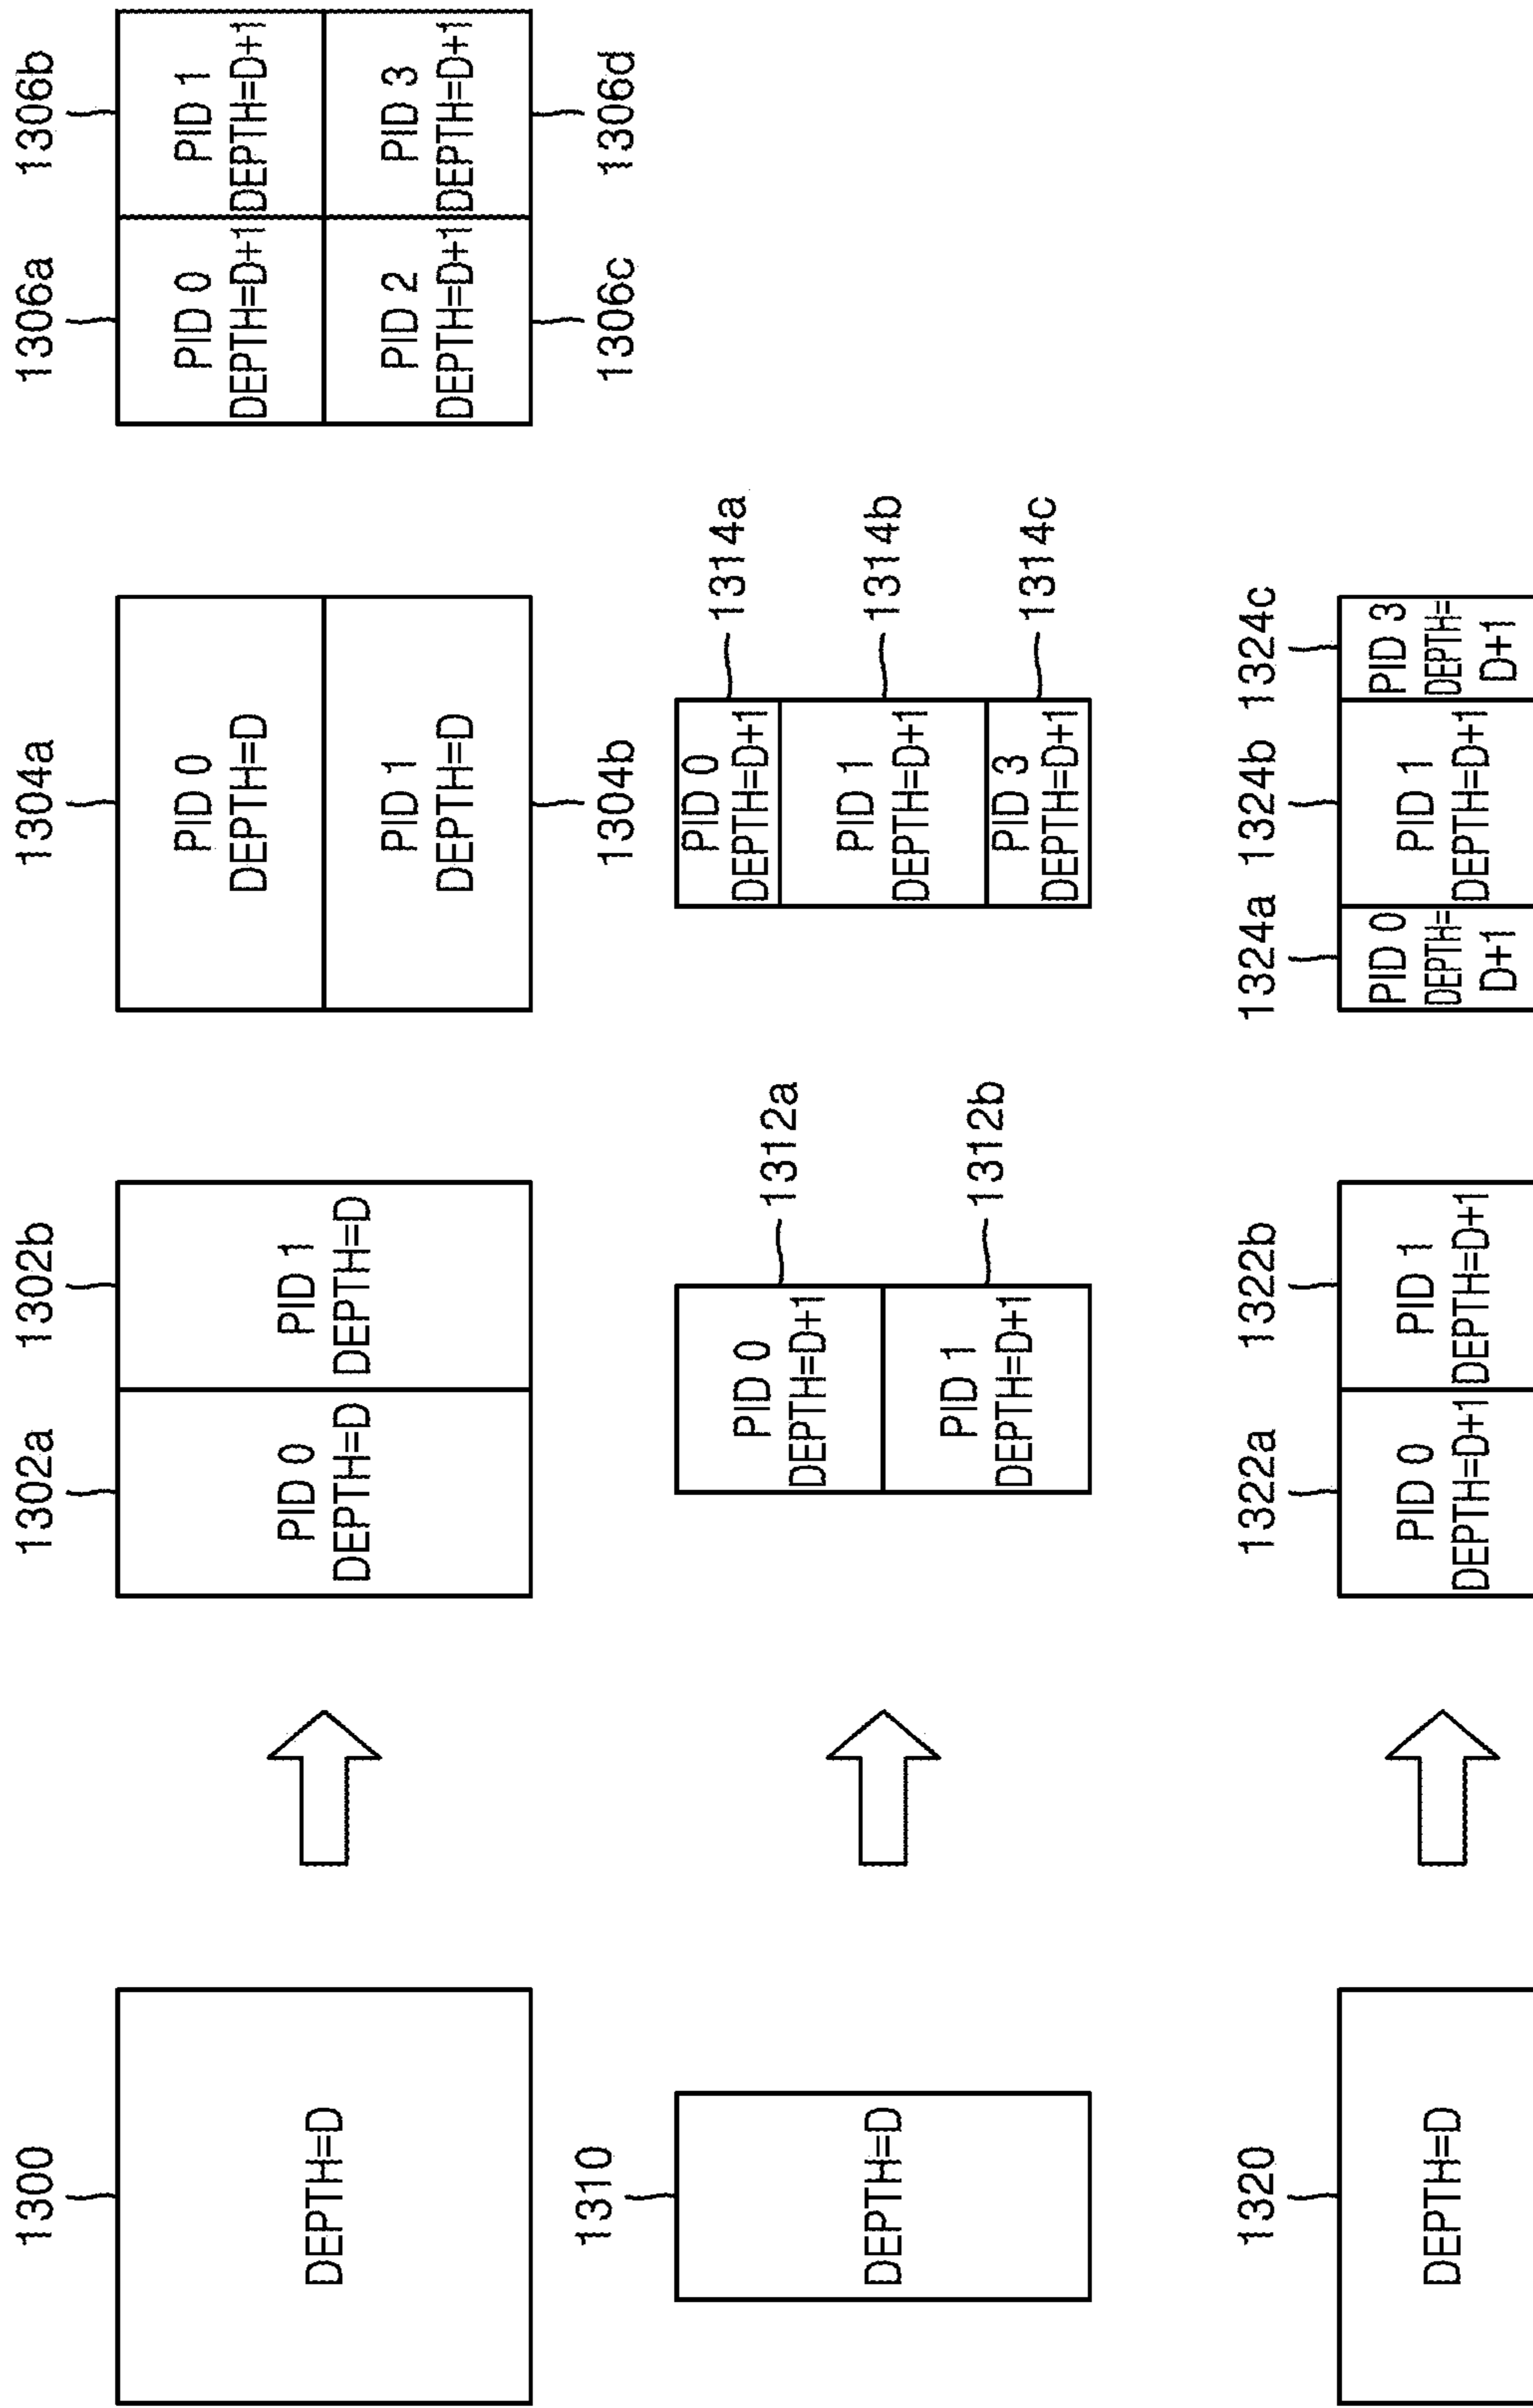 1300
DEPTH=D
1302a
1302b
PID 0
DEPTH=D
PID 1
DEPTH=D
1304a
PID 0
DEPTH=D
PID 1
DEPTH=D
1304b
1306a
1306b
PID 0
DEPTH=D+1
PID 1
DEPTH=D+1
PID 2
DEPTH=D+1
PID 3
DEPTH=D+1
1306c
1306d
1310
DEPTH=D
PID 0
DEPTH=D+1
1312a
PID 1
DEPTH=D+1
1312b
PID 0
DEPTH=D+1
1314a
PID 1
DEPTH=D+1
1314b
PID 3
DEPTH=D+1
1314c
1320
DEPTH=D
1322a
1322b
PID 0
DEPTH=D+1
PID 1
DEPTH=D+1
1324a
1324b
1324c
PID 0
DEPTH=
D+1
PID 1
DEPTH=D+1
PID 3
DEPTH=
D+1